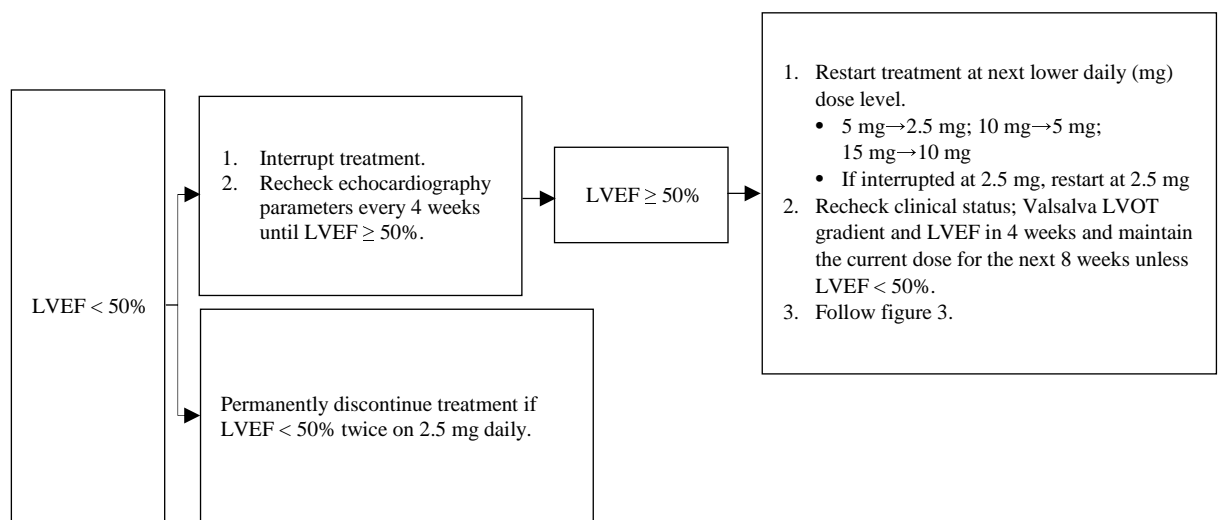 LVEF < 50%
1. Interrupt treatment.
2. Recheck echocardiography
parameters every 4 weeks
until LVEF ≥ 50%.
Permanently discontinue treatment if
LVEF < 50% twice on 2.5 mg daily.
LVEF ≥ 50%
1. Restart treatment at next lower daily (mg)
dose level.
• 5 mg→2.5 mg; 10 mg→5 mg;
15 mg→10 mg
• If interrupted at 2.5 mg, restart at 2.5 mg
2. Recheck clinical status; Valsalva LVOT
gradient and LVEF in 4 weeks and maintain
the current dose for the next 8 weeks unless
LVEF < 50%.
3. Follow figure 3.